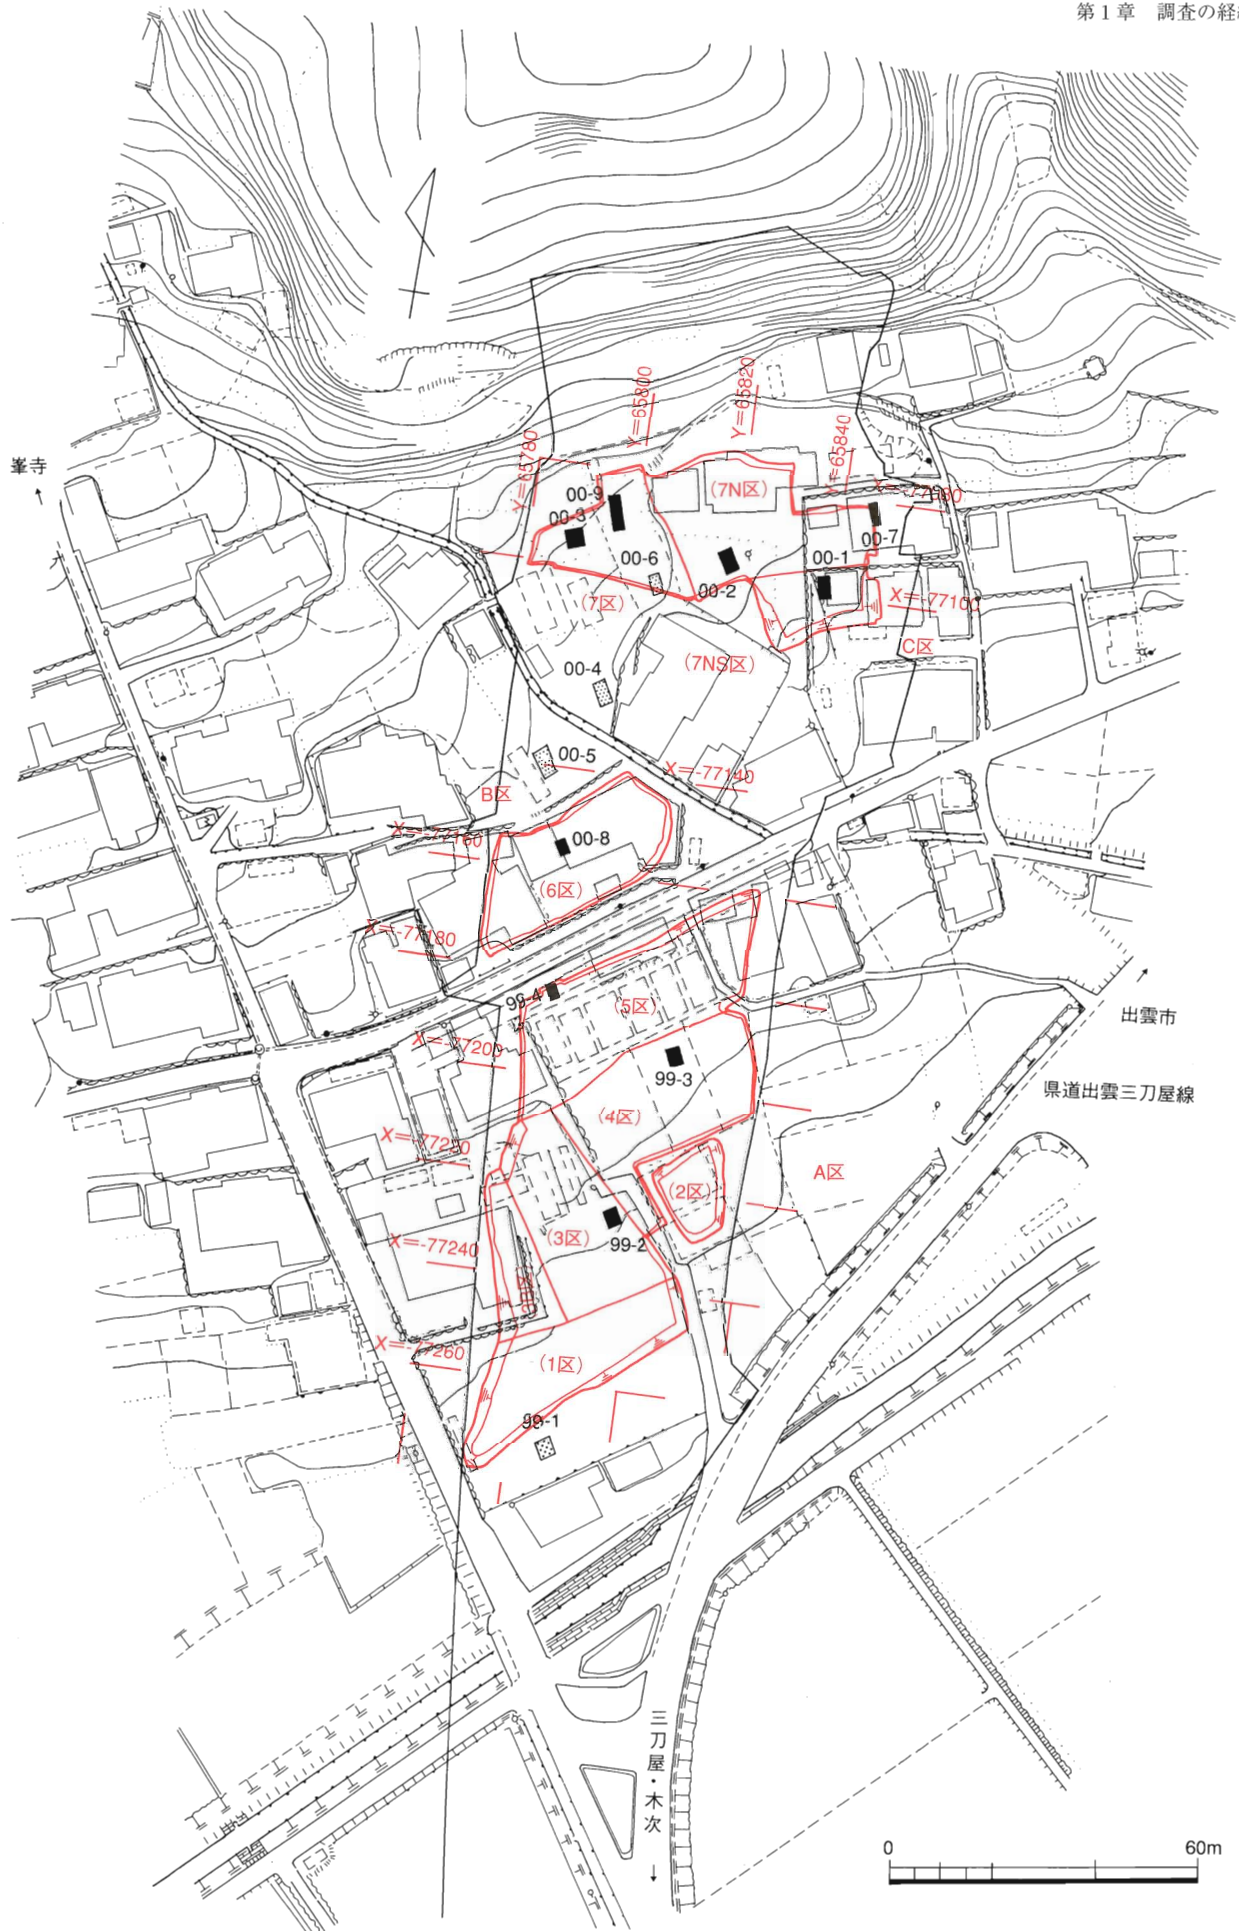 第1章　調査の経
Y=65800
Y=65820
Y=65780
Y=65840
峯寺
(7N区)
00-9
00-3
00-7
00-6
00-1
00-2
X=-77100
(7区)
C区
(7NS区)
00-4
00-5
X=-77140
B区
X=-77160
00-8
(6区)
X=-77180
99-4
(5区)
出雲市
X=-77200
99-3
県道出雲三刀屋線
(4区)
X=-77220
A区
(2区)
(3区)
99-2
X=-77240
X=-77260
(1区)
99-1
三刀屋・木次
0 60m